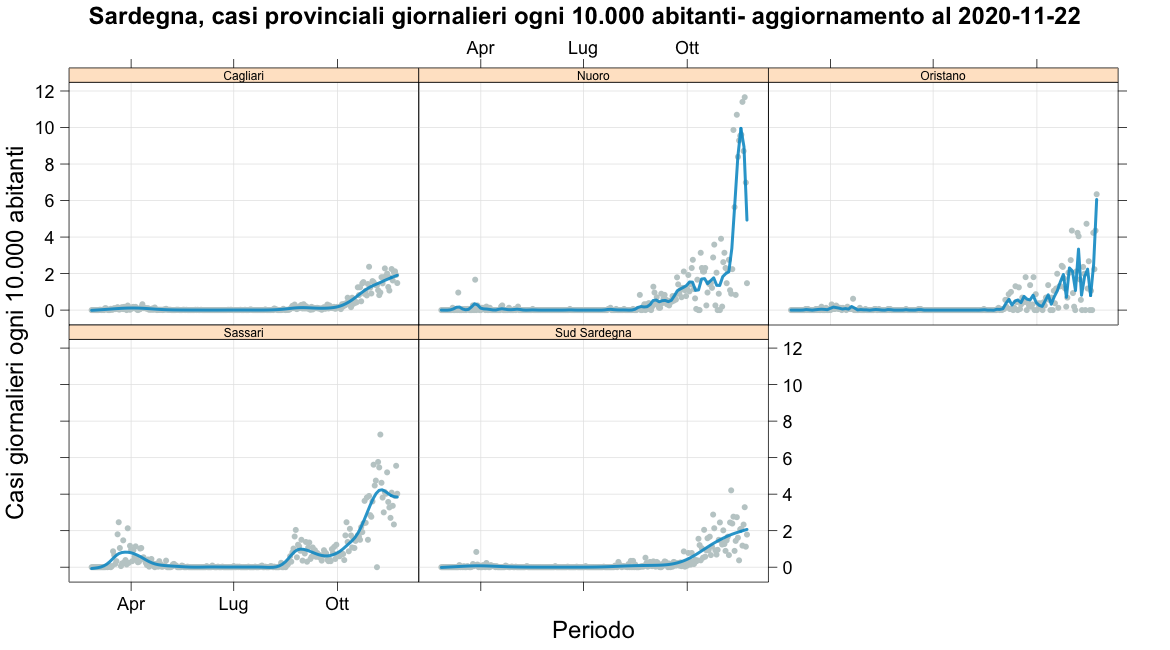 Sardegna, casi provinciali giornalieri ogni 10.000 abitanti- aggiornamento al 2020-11-22
Apr Lug Ott
Cagliari Nuoro Oristano
12
10
8
6
4
2
0
Sassari Sud Sardegna
12
10
8
6
4
2
0
Apr Lug Ott
Casi giornalieri ogni 10.000 abitanti
Periodo